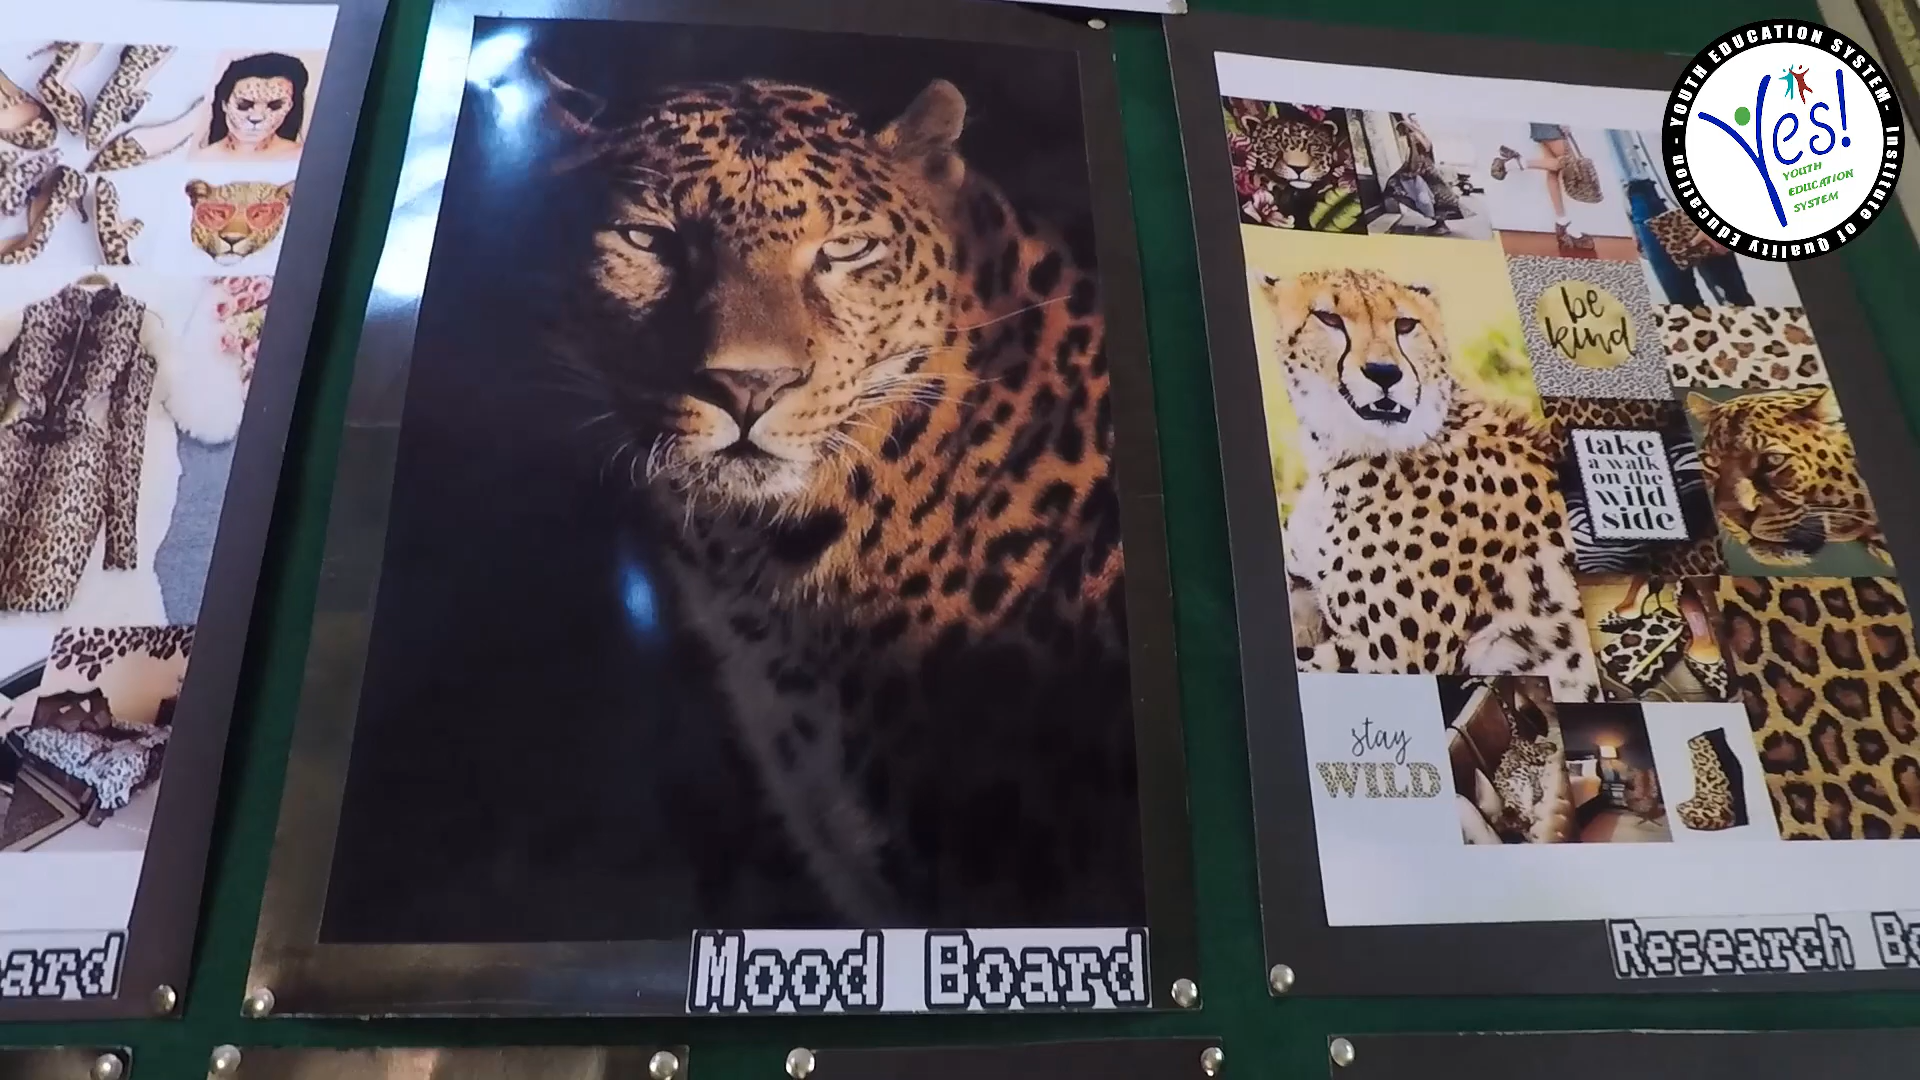 - YOUTH EDUCATION SYSTEM-
Institute of Quality Education
Yes!
YOUTH
EDUCATION
SYSTEM
be
kind
take
a walk
on the
wild
side
stay
WILD
ard
Mood Board
Research Bo